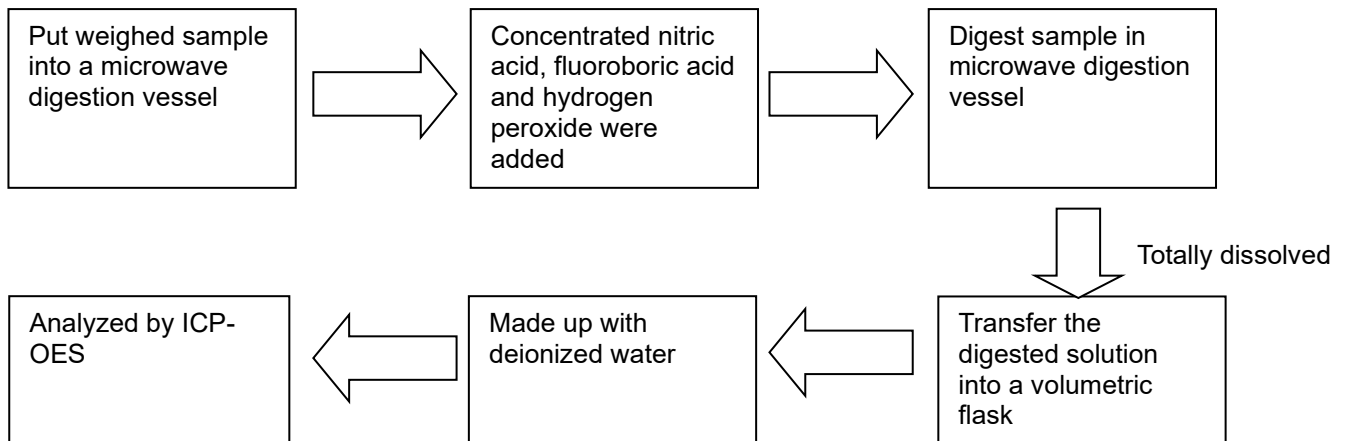 Put weighed sample
into a microwave
digestion vessel
Concentrated nitric
acid, fluoroboric acid
and hydrogen
peroxide were
added
Digest sample in
microwave digestion
vessel
Totally dissolved
Transfer the
digested solution
into a volumetric
flask
Made up with
deionized water
Analyzed by ICP-
OES